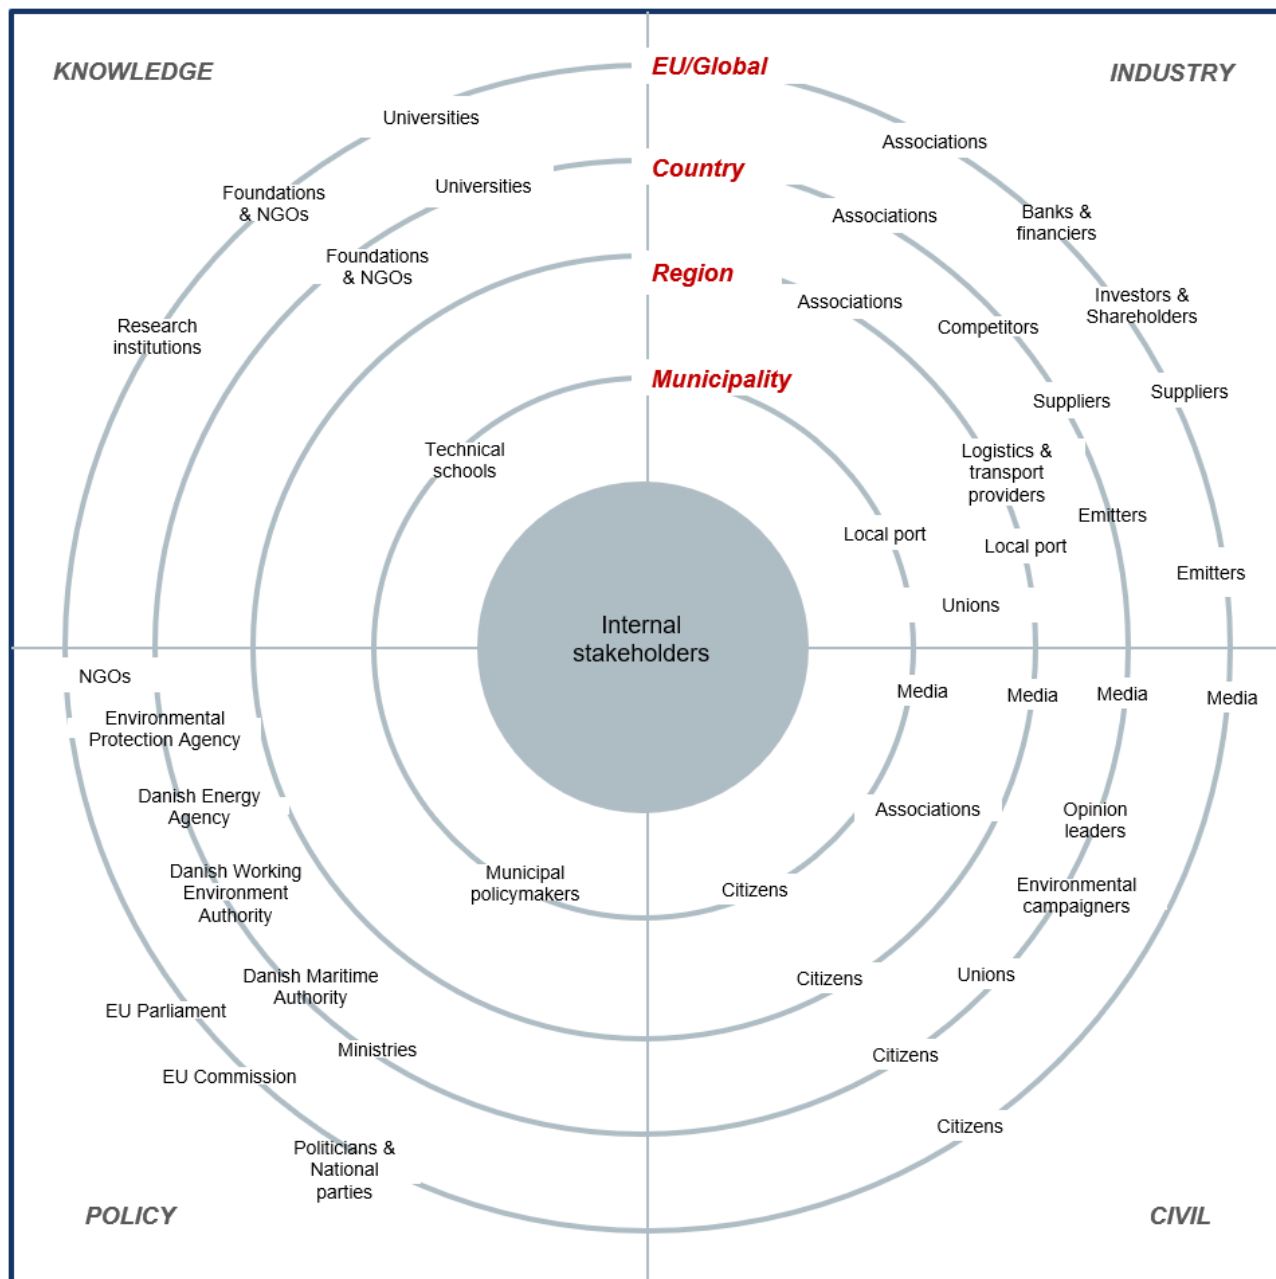 KNOWLEDGE
INDUSTRY
EU/Global
Country
Region
Municipality
Universities
Foundations
& NGOs
Research
institutions
Universities
Foundations
& NGOs
Technical
schools
Associations
Banks &
financiers
Investors &
Shareholders
Suppliers
Emitters
Associations
Competitors
Suppliers
Emitters
Associations
Logistics &
transport
providers
Local port
Local port
Unions
Internal
stakeholders
NGOs
Environmental
Protection Agency
Danish Energy
Agency
Danish Working
Environment
Authority
Danish Maritime
Authority
Ministries
EU Parliament
EU Commission
Politicians &
National
parties
Municipal
policymakers
Media
Media
Media
Media
Associations
Opinion
leaders
Environmental
campaigners
Citizens
Citizens
Unions
Citizens
Citizens
POLICY
CIVIL